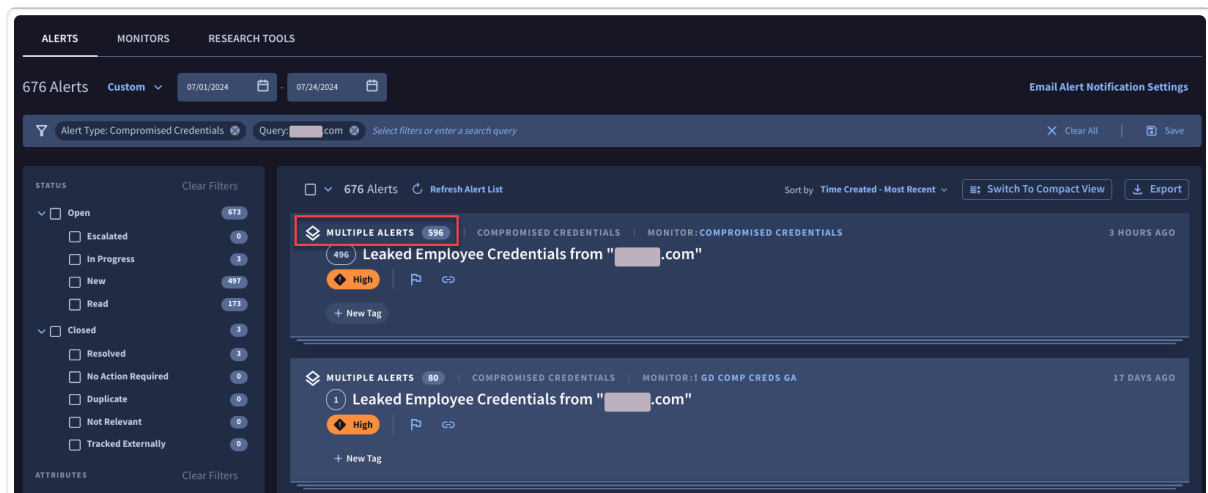 ALERTS MONITORS RESEARCH TOOLS
676 Alerts Custom 07/01/2024 - 07/24/2024 Email Alert Notification Settings
Alert Type: Compromised Credentials Query: .com Select filters or enter a search query Clear All Save
STATUS Clear Filters
Open 673
Escalated 0
In Progress 3
New 497
Read 173
Closed 3
Resolved 3
No Action Required 0
Duplicate 0
Not Relevant 0
Tracked Externally 0
ATTRIBUTES Clear Filters
676 Alerts Refresh Alert List Sort by Time Created - Most Recent Switch To Compact View Export
MULTIPLE ALERTS 596 COMPROMISED CREDENTIALS MONITOR:COMPROMISED CREDENTIALS 3 HOURS AGO
496 Leaked Employee Credentials from " .com"
High
+ New Tag
MULTIPLE ALERTS 80 COMPROMISED CREDENTIALS MONITOR:! GD COMP CREDS GA 17 DAYS AGO
1 Leaked Employee Credentials from " .com"
High
+ New Tag